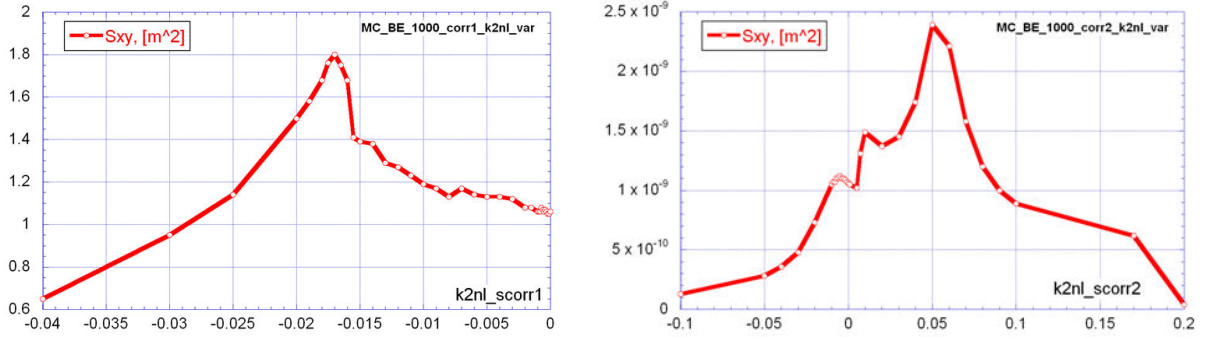 2
1.8
1.6
1.4
1.2
1
0.8
0.6
Sxy, [m^2]
MC_BE_1000_corr1_k2nl_var
k2nl_scorr1
-0.04 -0.035 -0.03 -0.025 -0.02 -0.015 -0.01 -0.005 0
2.5 x 10^-9
2 x 10^-9
1.5 x 10^-9
1 x 10^-9
5 x 10^-10
0
Sxy, [m^2]
MC_BE_1000_corr2_k2nl_var
k2nl_scorr2
-0.1 -0.05 0 0.05 0.1 0.15 0.2